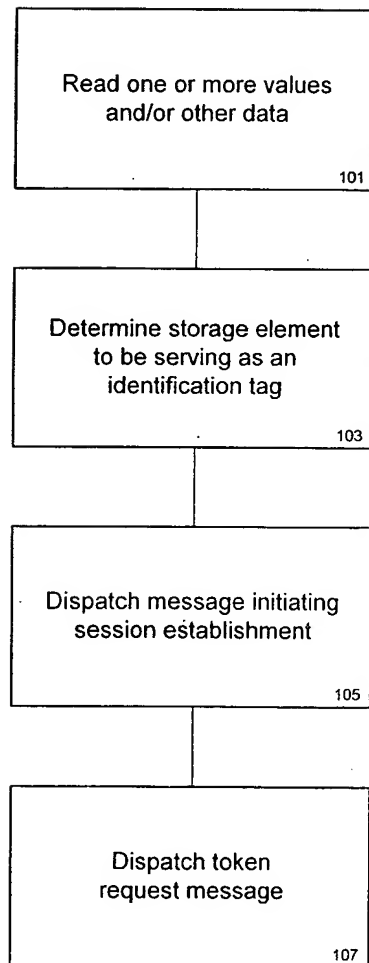 Read one or more values
and/or other data
101
Determine storage element
to be serving as an
identification tag
103
Dispatch message initiating
session establishment
105
Dispatch token
request message
107